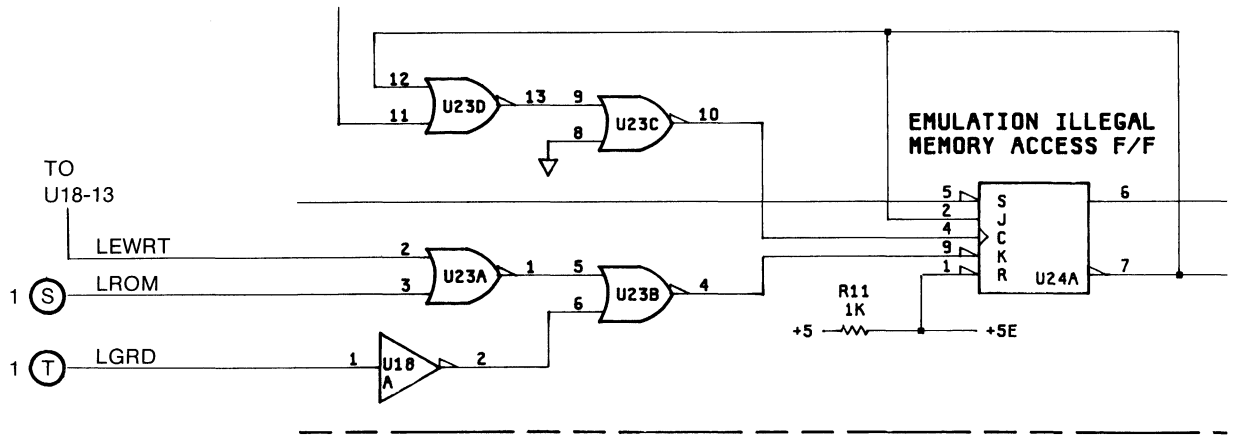 12
U23D
13
9
11
U23C
10
8
EMULATION ILLEGAL
MEMORY ACCESS F/F
TO
U18-13
5 S 6
2 J
4 C
LEWRT
2
9 K
U23A
1
5
1 R
U24A
7
1 S LROM
3
U23B
4
6
R11
1K
+5
+5E
1 T LGRD
1
U18
A
2